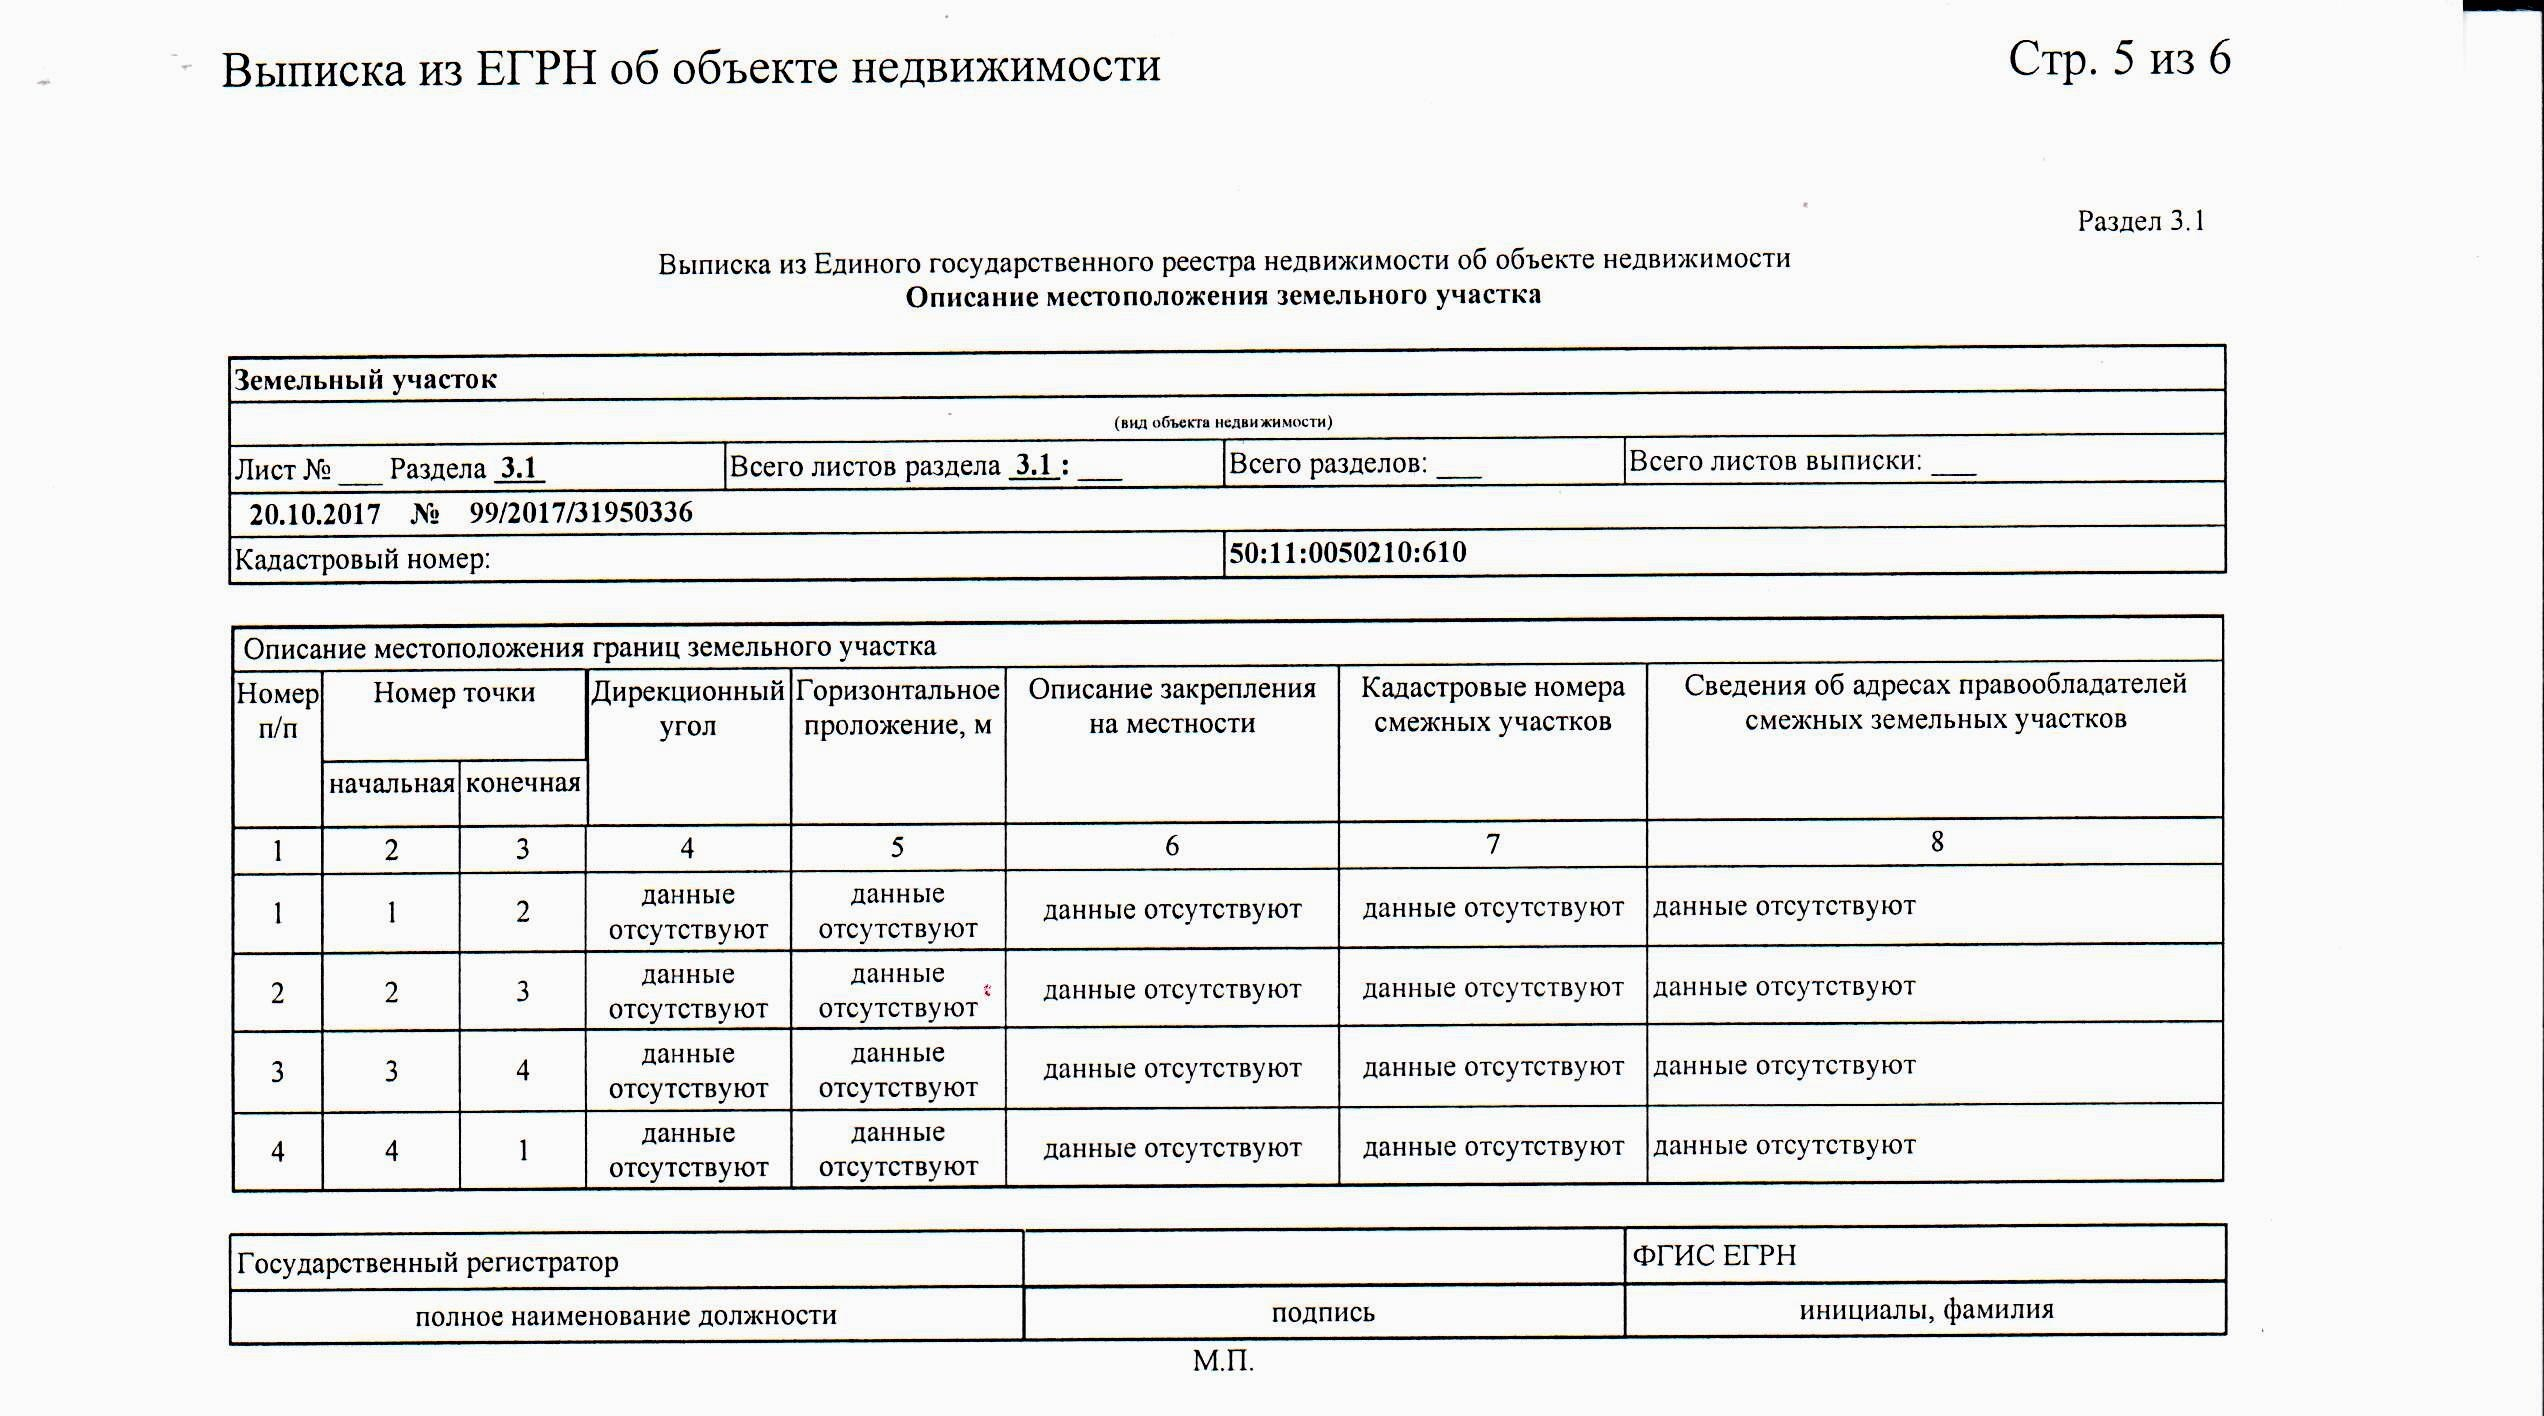 Выписка из ЕГРН об объекте недвижимости
Стр. 5 из 6
Раздел 3.1
Выписка из Единого государственного реестра недвижимости об объекте недвижимости
Описание местоположения земельного участка
Земельный участок
(вид объекта недвижимости)
Лист № ___ Раздела 3.1 Всего листов раздела 3.1 : ___ Всего разделов: ___ Всего листов выписки: ___
20.10.2017 № 99/2017/31950336
Кадастровый номер: 50:11:0050210:610
Описание местоположения границ земельного участка
Номер п/п
Номер точки
Дирекционный угол
Горизонтальное проложение, м
Описание закрепления на местности
Кадастровые номера смежных участков
Сведения об адресах правообладателей смежных земельных участков
начальная конечная
1 2 3 4 5 6 7 8
1 1 2 данные отсутствуют данные отсутствуют данные отсутствуют данные отсутствуют данные отсутствуют
2 2 3 данные отсутствуют данные отсутствуют данные отсутствуют данные отсутствуют данные отсутствуют
3 3 4 данные отсутствуют данные отсутствуют данные отсутствуют данные отсутствуют данные отсутствуют
4 4 1 данные отсутствуют данные отсутствуют данные отсутствуют данные отсутствуют данные отсутствуют
Государственный регистратор ФГИС ЕГРН
полное наименование должности подпись инициалы, фамилия
М.П.